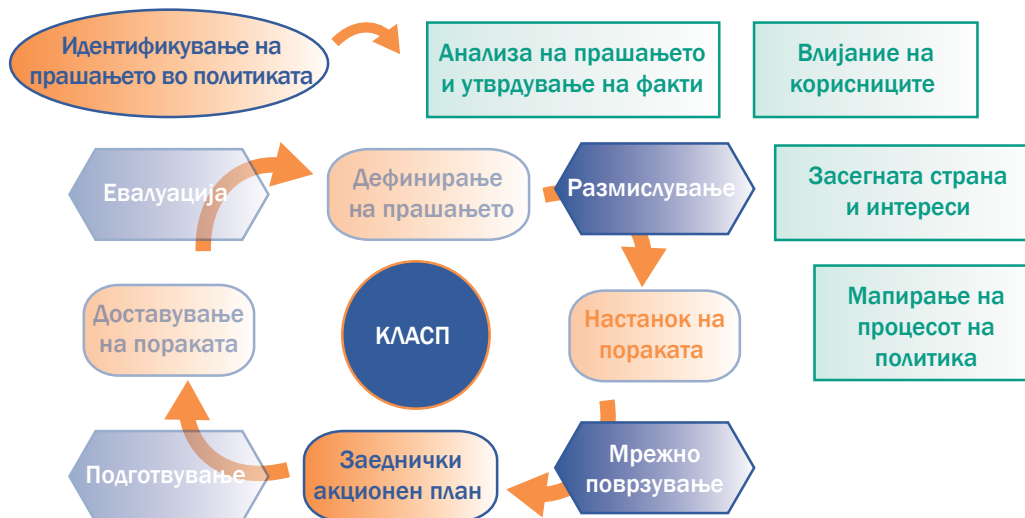 Идентификување на
прашањето во политиката
Анализа на прашањето
и утврдување на факти
Влијание на
корисниците
Евалуација
Дефинирање
на прашањето
Размислување
Засегната страна
и интереси
Доставување
на пораката
КЛАСП
Настанок на
пораката
Мапирање на
процесот на
политика
Подготвување
Заеднички
акционен план
Мрежно
поврзување